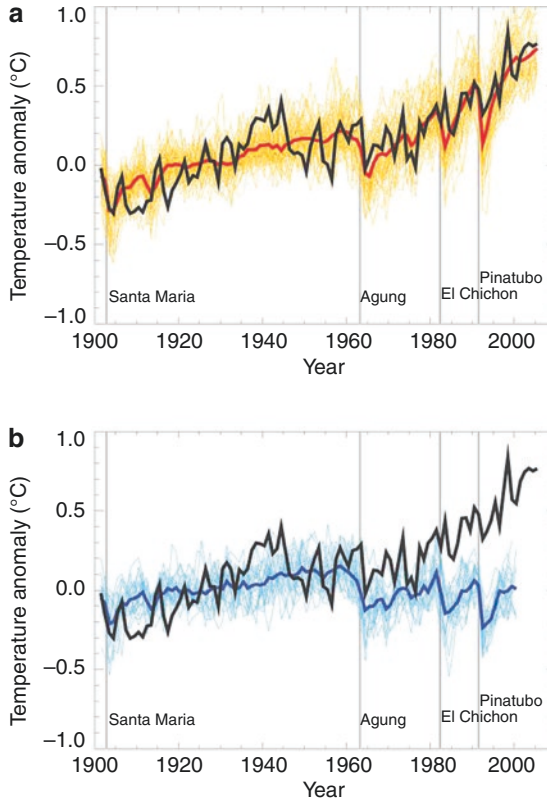 a
Temperature anomaly (°C)
1.0
0.5
0.0
−0.5
−1.0
Santa Maria
Agung
El Chichon
Pinatubo
1900 1920 1940 1960 1980 2000
Year
b
Temperature anomaly (°C)
1.0
0.5
0.0
−0.5
−1.0
Santa Maria
Agung
El Chichon
Pinatubo
1900 1920 1940 1960 1980 2000
Year